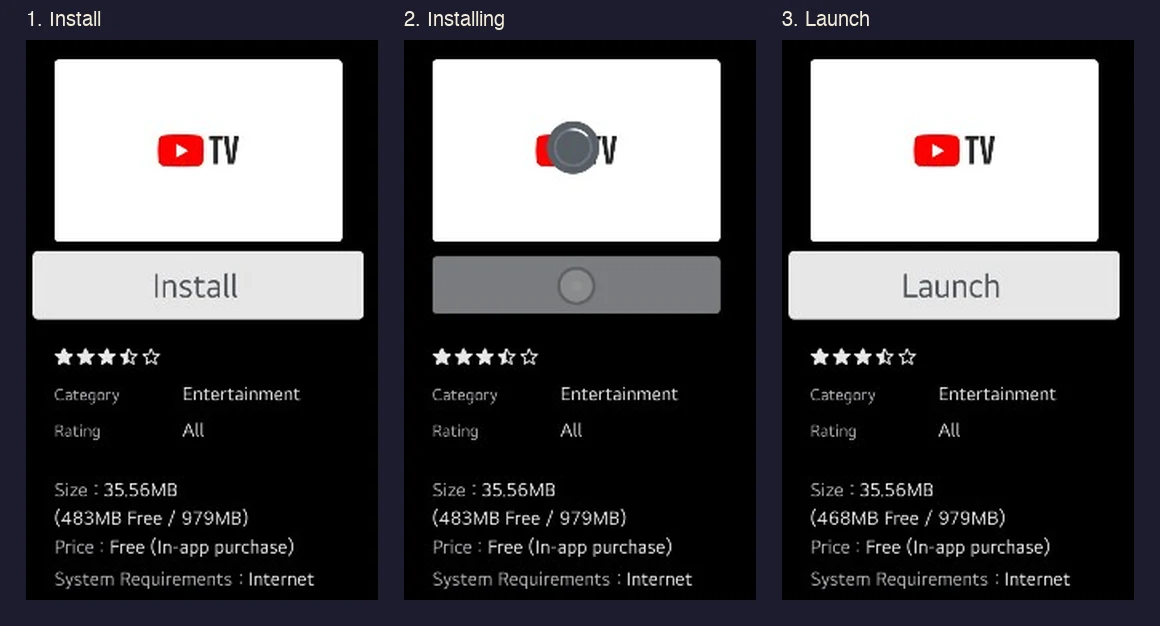 1. Install
TV
Install
Category Entertainment
Rating All
Size : 35.56MB
(483MB Free / 979MB)
Price : Free (In-app purchase)
System Requirements : Internet
2. Installing
TV
Category Entertainment
Rating All
Size : 35.56MB
(483MB Free / 979MB)
Price : Free (In-app purchase)
System Requirements : Internet
3. Launch
TV
Launch
Category Entertainment
Rating All
Size : 35.56MB
(468MB Free / 979MB)
Price : Free (In-app purchase)
System Requirements : Internet